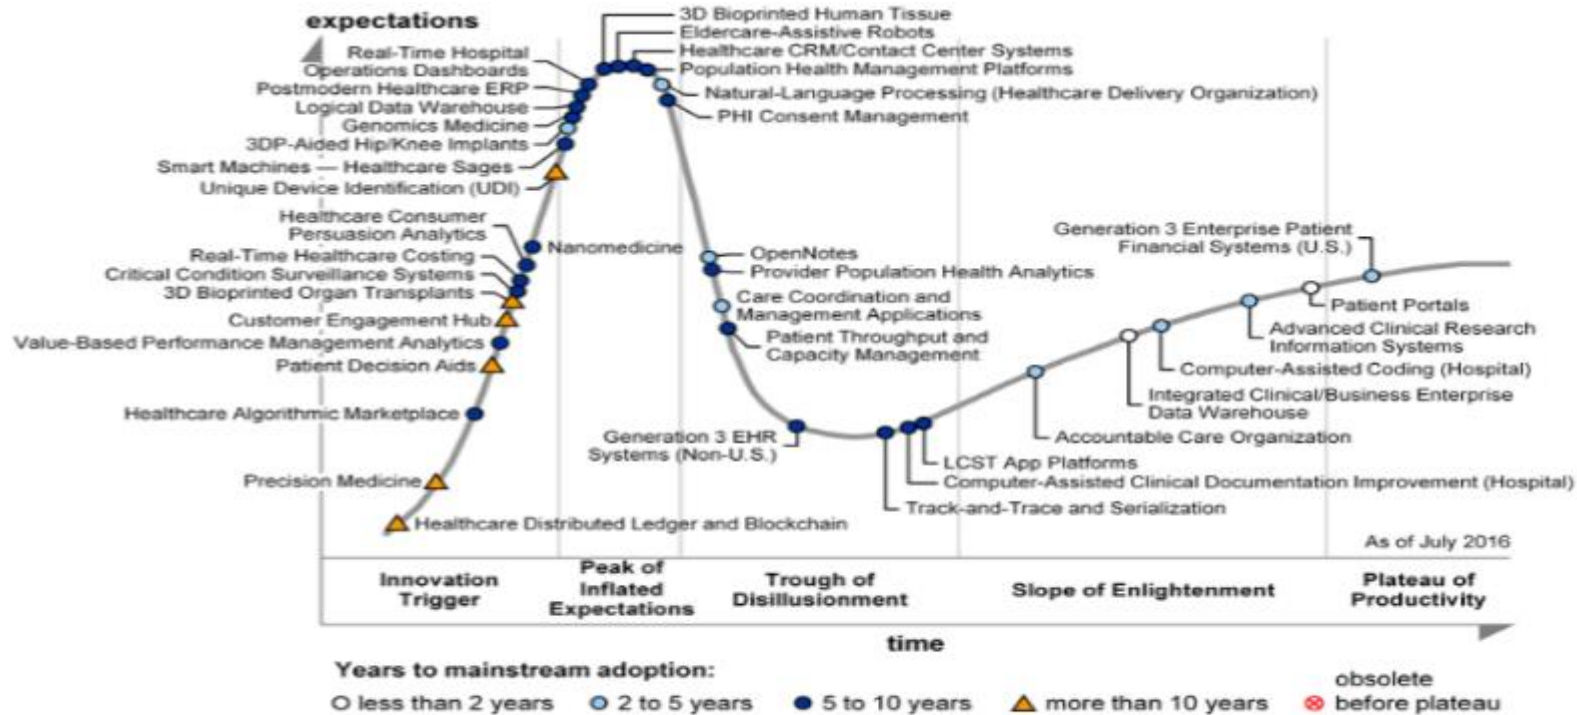 expectations
Real-Time Hospital
Operations Dashboards
Postmodern Healthcare ERP
Logical Data Warehouse
Genomics Medicine
3DP-Aided Hip/Knee Implants
Smart Machines — Healthcare Sages
Unique Device Identification (UDI)
Healthcare Consumer
Persuasion Analytics
Nanomedicine
Real-Time Healthcare Costing
Critical Condition Surveillance Systems
3D Bioprinted Organ Transplants
Customer Engagement Hub
Value-Based Performance Management Analytics
Patient Decision Aids
Healthcare Algorithmic Marketplace
Precision Medicine
Healthcare Distributed Ledger and Blockchain
3D Bioprinted Human Tissue
Eldercare-Assistive Robots
Healthcare CRM/Contact Center Systems
Population Health Management Platforms
Natural-Language Processing (Healthcare Delivery Organization)
PHI Consent Management
OpenNotes
Provider Population Health Analytics
Care Coordination and
Management Applications
Patient Throughput and
Capacity Management
Generation 3 EHR
Systems (Non-U.S.)
LCST App Platforms
Computer-Assisted Clinical Documentation Improvement (Hospital)
Track-and-Trace and Serialization
Generation 3 Enterprise Patient
Financial Systems (U.S.)
Patient Portals
Advanced Clinical Research
Information Systems
Computer-Assisted Coding (Hospital)
Integrated Clinical/Business Enterprise
Data Warehouse
Accountable Care Organization
As of July 2016
Innovation
Trigger
Peak of
Inflated
Expectations
Trough of
Disillusionment
Slope of Enlightenment
Plateau of
Productivity
time
Years to mainstream adoption:
less than 2 years
2 to 5 years
5 to 10 years
more than 10 years
obsolete
before plateau